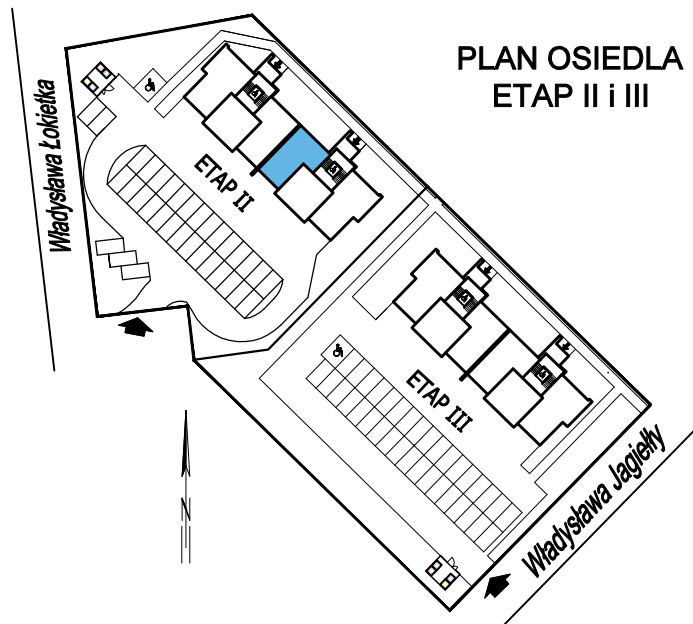 PLAN OSIEDLA
ETAP II i III
Władysława Łokietka
ETAP II
ETAP III
Władysława Jagiełły
N